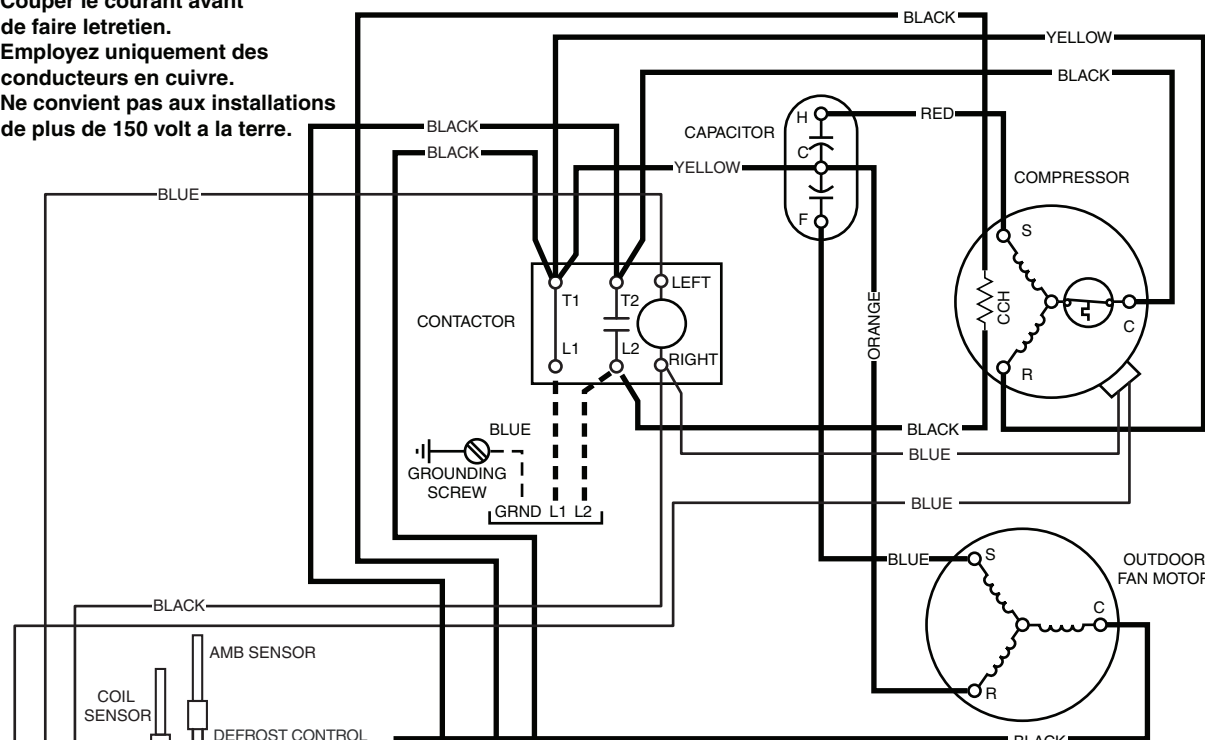 Couper le courant avant
de faire letretien.
Employez uniquement des
conducteurs en cuivre.
Ne convient pas aux installations
de plus de 150 volt a la terre.
BLACK
YELLOW
BLACK
H
RED
BLACK
CAPACITOR
BLACK
C
YELLOW
COMPRESSOR
BLUE
F
S
LEFT
T1
T2
CCH
ORANGE
CONTACTOR
C
L1
L2
RIGHT
R
BLUE
BLACK
BLUE
GROUNDING
SCREW
GRND L1 L2
BLUE
BLUE
S
OUTDOOR
FAN MOTOR
BLACK
C
AMB SENSOR
COIL
SENSOR
R
DEFROST CONTROL
BLACK